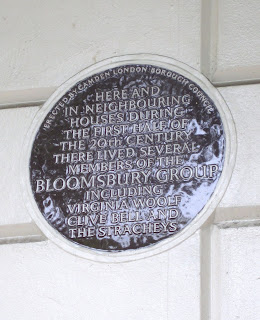 ERECTED BY CAMDEN LONDON BOROUGH COUNCIL
HERE AND
IN NEIGHBOURING
HOUSES DURING
THE FIRST HALF OF
THE 20TH CENTURY
THERE LIVED SEVERAL
MEMBERS OF THE
BLOOMSBURY GROUP
INCLUDING
VIRGINIA WOOLF
CLIVE BELL AND
THE STRACHEYS